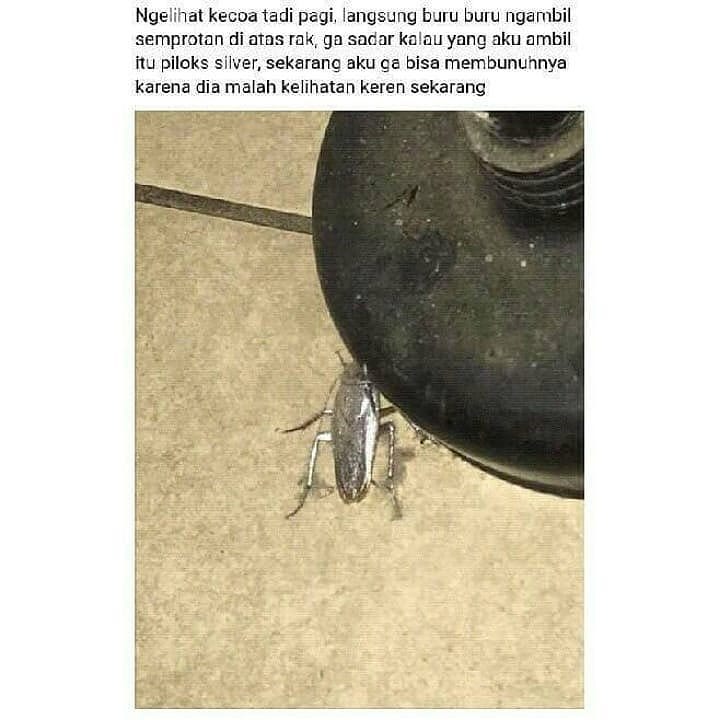 Ngelihat kecoa tadi pagi, langsung buru buru ngambil
semprotan di atas rak, ga sadar kalau yang aku ambil
itu piloks silver, sekarang aku ga bisa membunuhnya
karena dia malah kelihatan keren sekarang